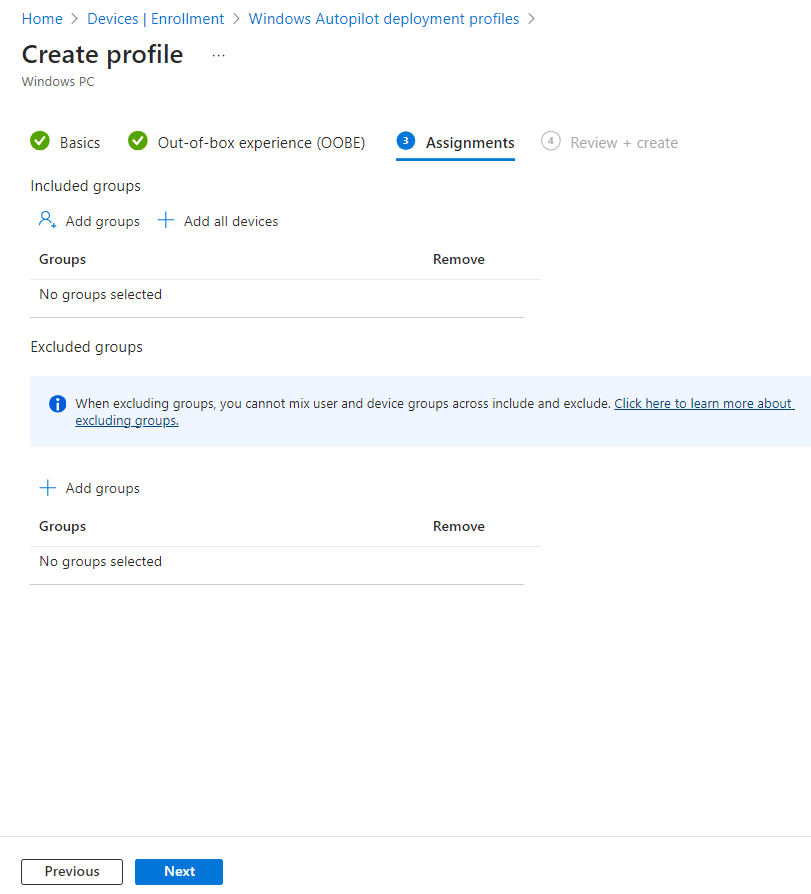 Home > Devices | Enrollment > Windows Autopilot deployment profiles >
Create profile ...
Windows PC
Basics Out-of-box experience (OOBE) 3 Assignments 4 Review + create
Included groups
Add groups + Add all devices
Groups Remove
No groups selected
Excluded groups
When excluding groups, you cannot mix user and device groups across include and exclude. Click here to learn more about
excluding groups.
+ Add groups
Groups Remove
No groups selected
Previous Next